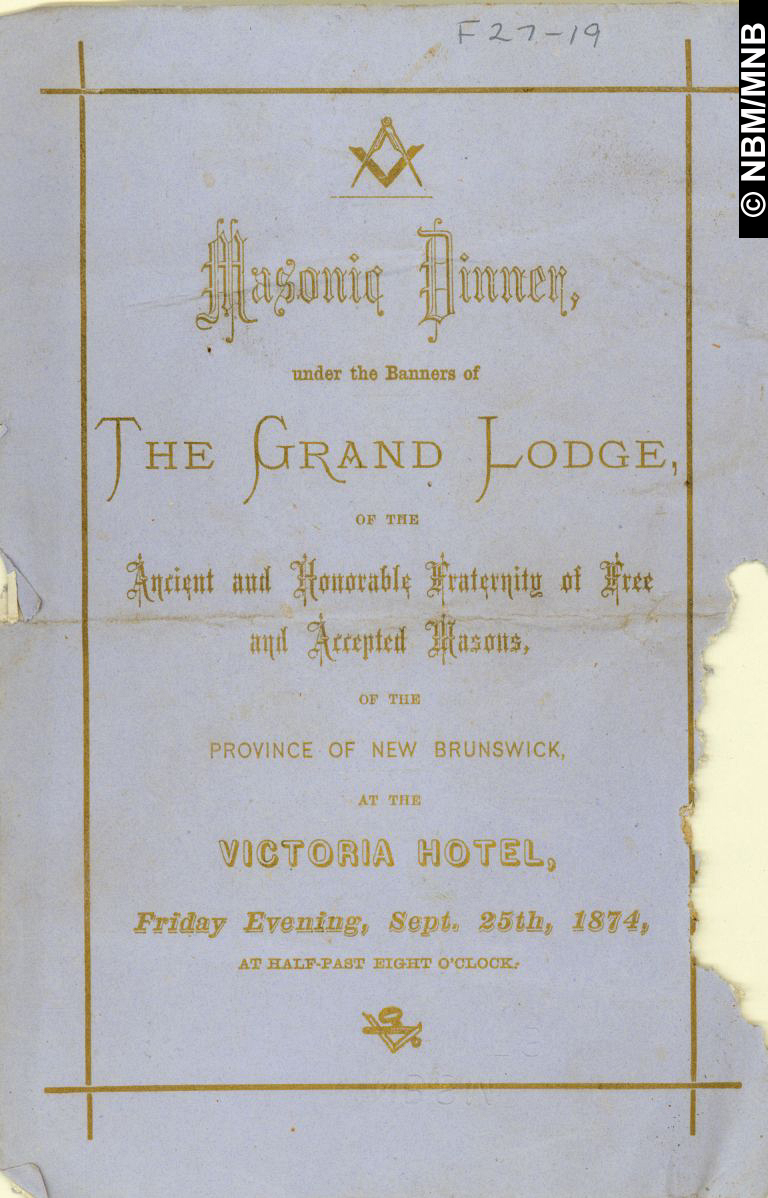 F27-19
© NBM/MNB
Masonic Dinner,
under the Banners of
THE GRAND LODGE,
OF THE
Ancient and Honorable Fraternity of Free
and Accepted Masons,
OF THE
PROVINCE OF NEW BRUNSWICK,
AT THE
VICTORIA HOTEL,
Friday Evening, Sept. 25th, 1874,
AT HALF-PAST EIGHT O'CLOCK.